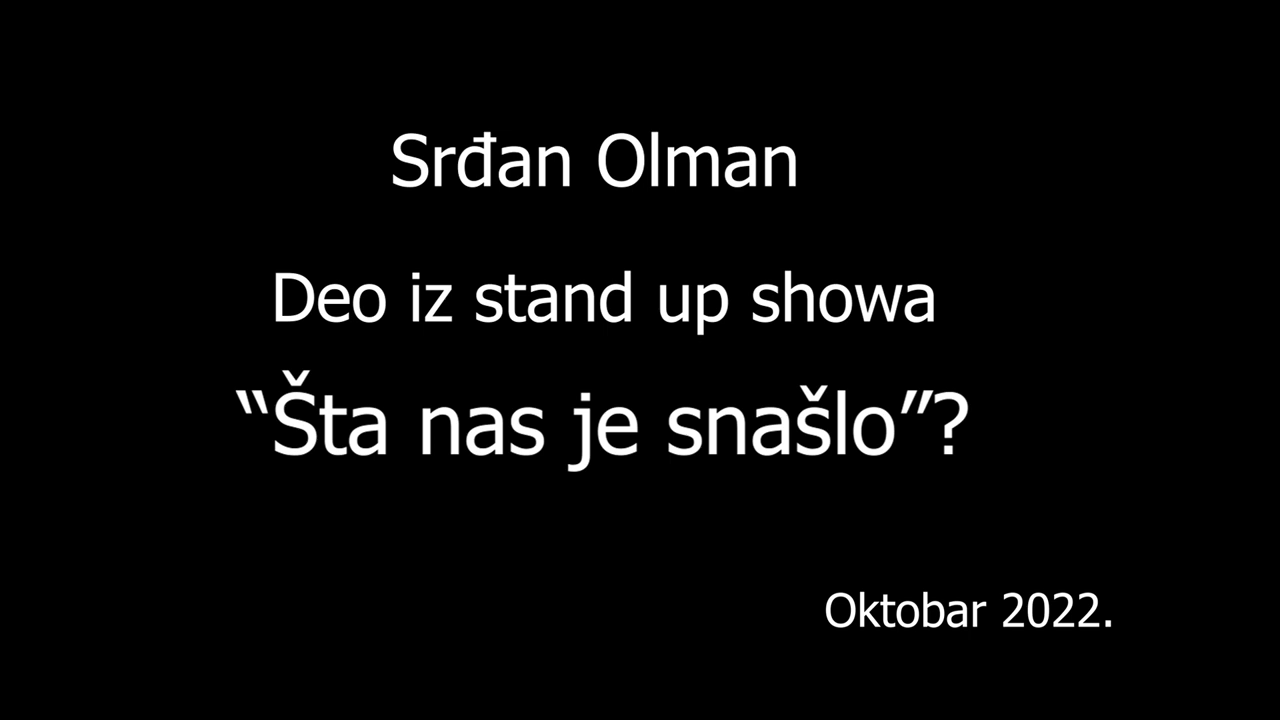 Srđan Olman
Deo iz stand up showa
“Šta nas je snašlo”?
Oktobar 2022.